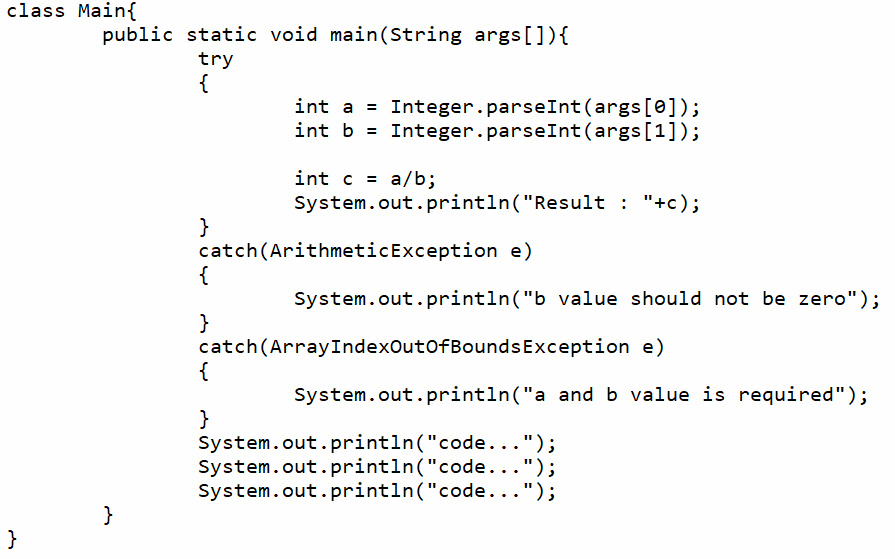 class Main{
        public static void main(String args[]){
                try
                {
                        int a = Integer.parseInt(args[0]);
                        int b = Integer.parseInt(args[1]);

                        int c = a/b;
                        System.out.println("Result : "+c);
                }
                catch(ArithmeticException e)
                {
                        System.out.println("b value should not be zero");
                }
                catch(ArrayIndexOutOfBoundsException e)
                {
                        System.out.println("a and b value is required");
                }
                System.out.println("code...");
                System.out.println("code...");
                System.out.println("code...");
        }
}